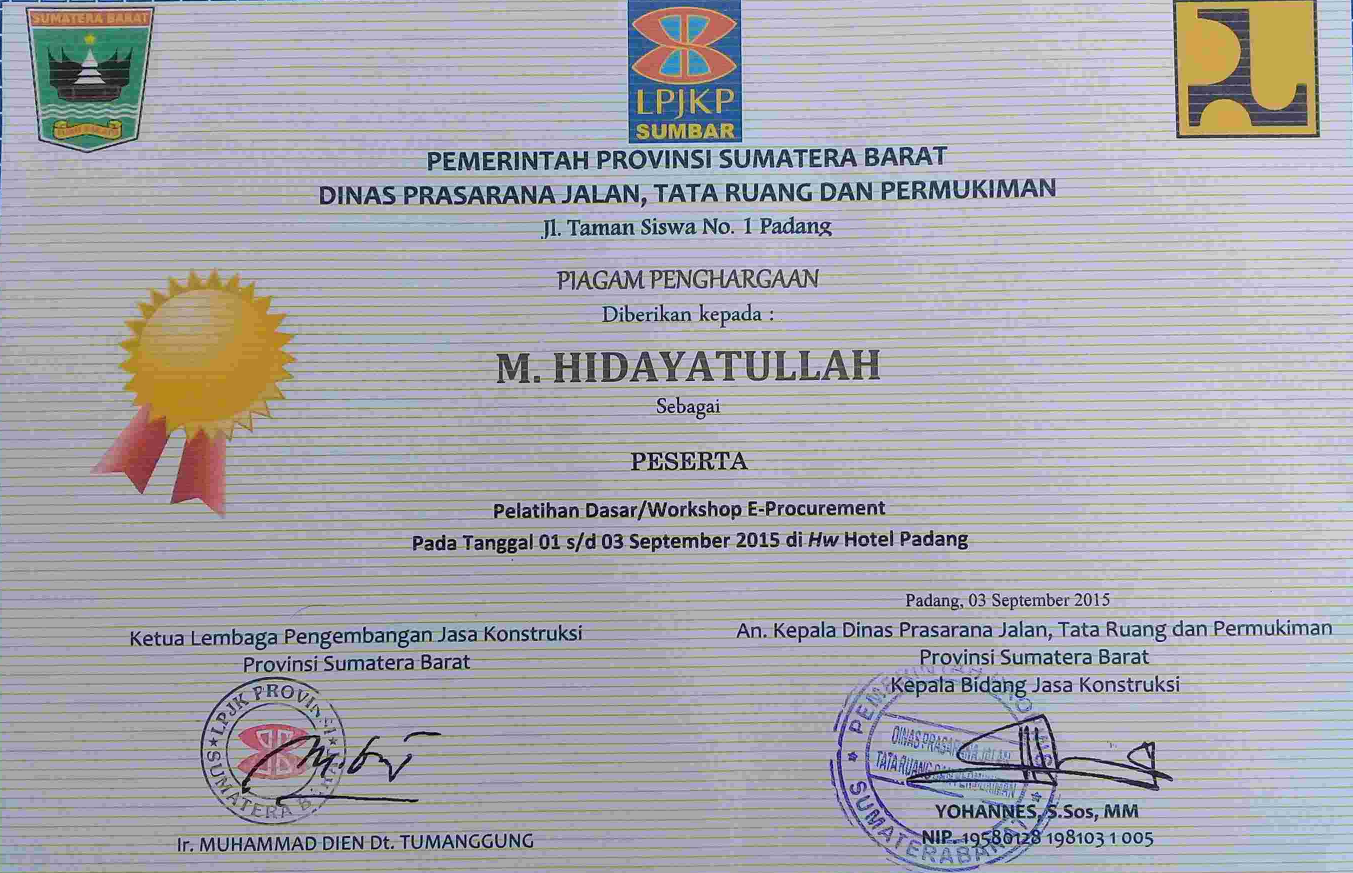 SUMATERA BARAT
TUAH SAKATO
LPJKP
SUMBAR
PU
PEMERINTAH PROVINSI SUMATERA BARAT
DINAS PRASARANA JALAN, TATA RUANG DAN PERMUKIMAN
Jl. Taman Siswa No. 1 Padang
PIAGAM PENGHARGAAN
Diberikan kepada :
M. HIDAYATULLAH
Sebagai
PESERTA
Pelatihan Dasar/Workshop E-Procurement
Pada Tanggal 01 s/d 03 September 2015 di Hw Hotel Padang
Padang, 03 September 2015
Ketua Lembaga Pengembangan Jasa Konstruksi
Provinsi Sumatera Barat
An. Kepala Dinas Prasarana Jalan, Tata Ruang dan Permukiman
Provinsi Sumatera Barat
Kepala Bidang Jasa Konstruksi
LPJK PROVINSI
SUMATERA BARAT
DINAS PRASARANA JALAN
TATA RUANG DAN PERMUKIMAN
SUMATERA BARAT
Ir. MUHAMMAD DIEN Dt. TUMANGGUNG
YOHANNES, S.Sos, MM
NIP. 19580128 198103 1 005